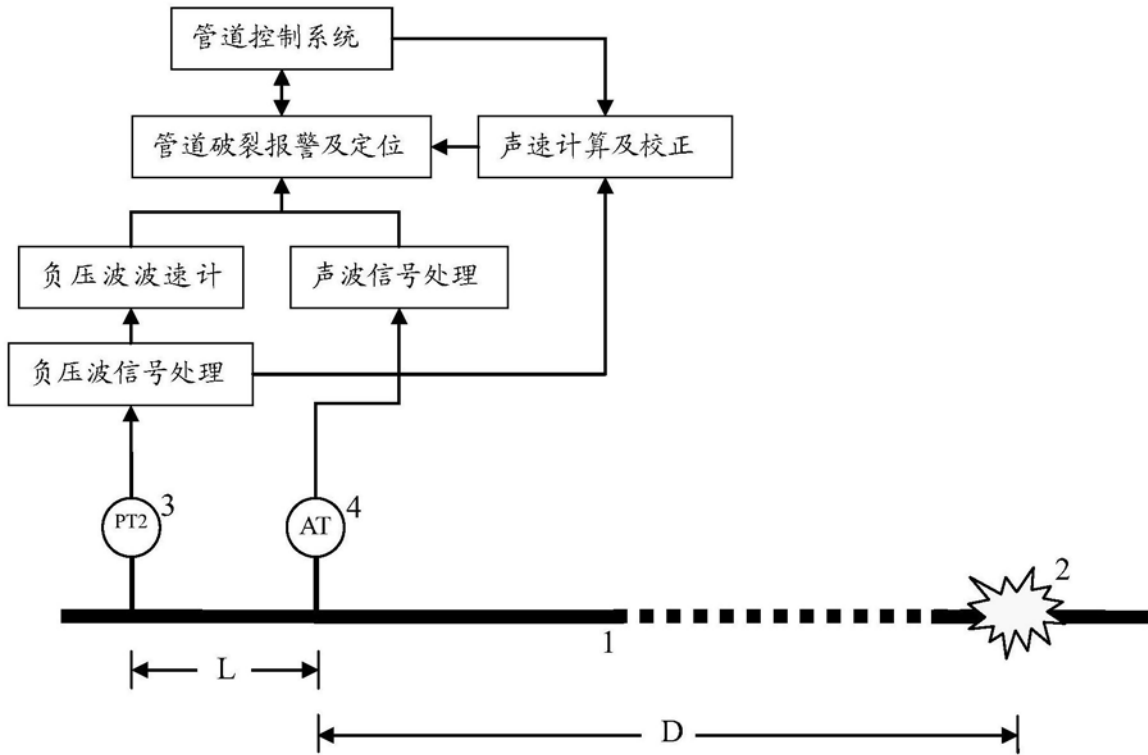 管道控制系统
管道破裂报警及定位
声速计算及校正
负压波波速计
声波信号处理
负压波信号处理
PT2
3
AT
4
2
1
L
D